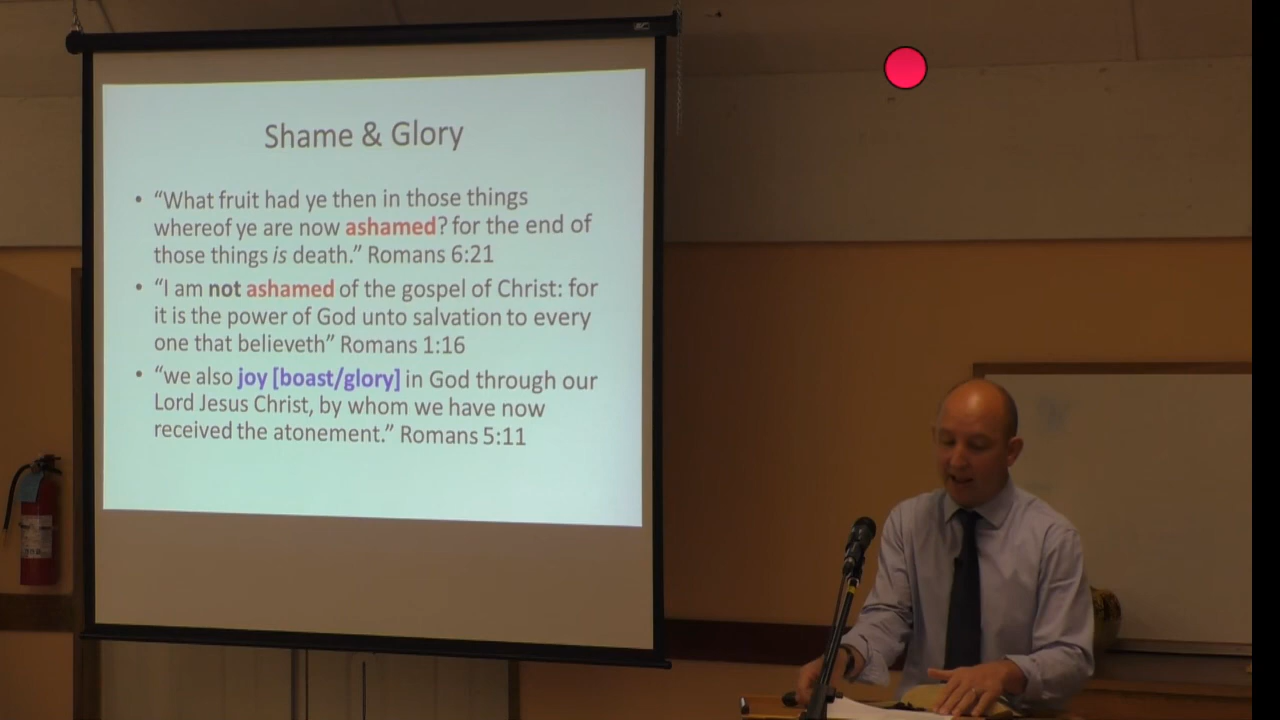 Shame & Glory
• “What fruit had ye then in those things
whereof ye are now ashamed? for the end of
those things is death.” Romans 6:21
• “I am not ashamed of the gospel of Christ: for
it is the power of God unto salvation to every
one that believeth” Romans 1:16
• “we also joy [boast/glory] in God through our
Lord Jesus Christ, by whom we have now
received the atonement.” Romans 5:11